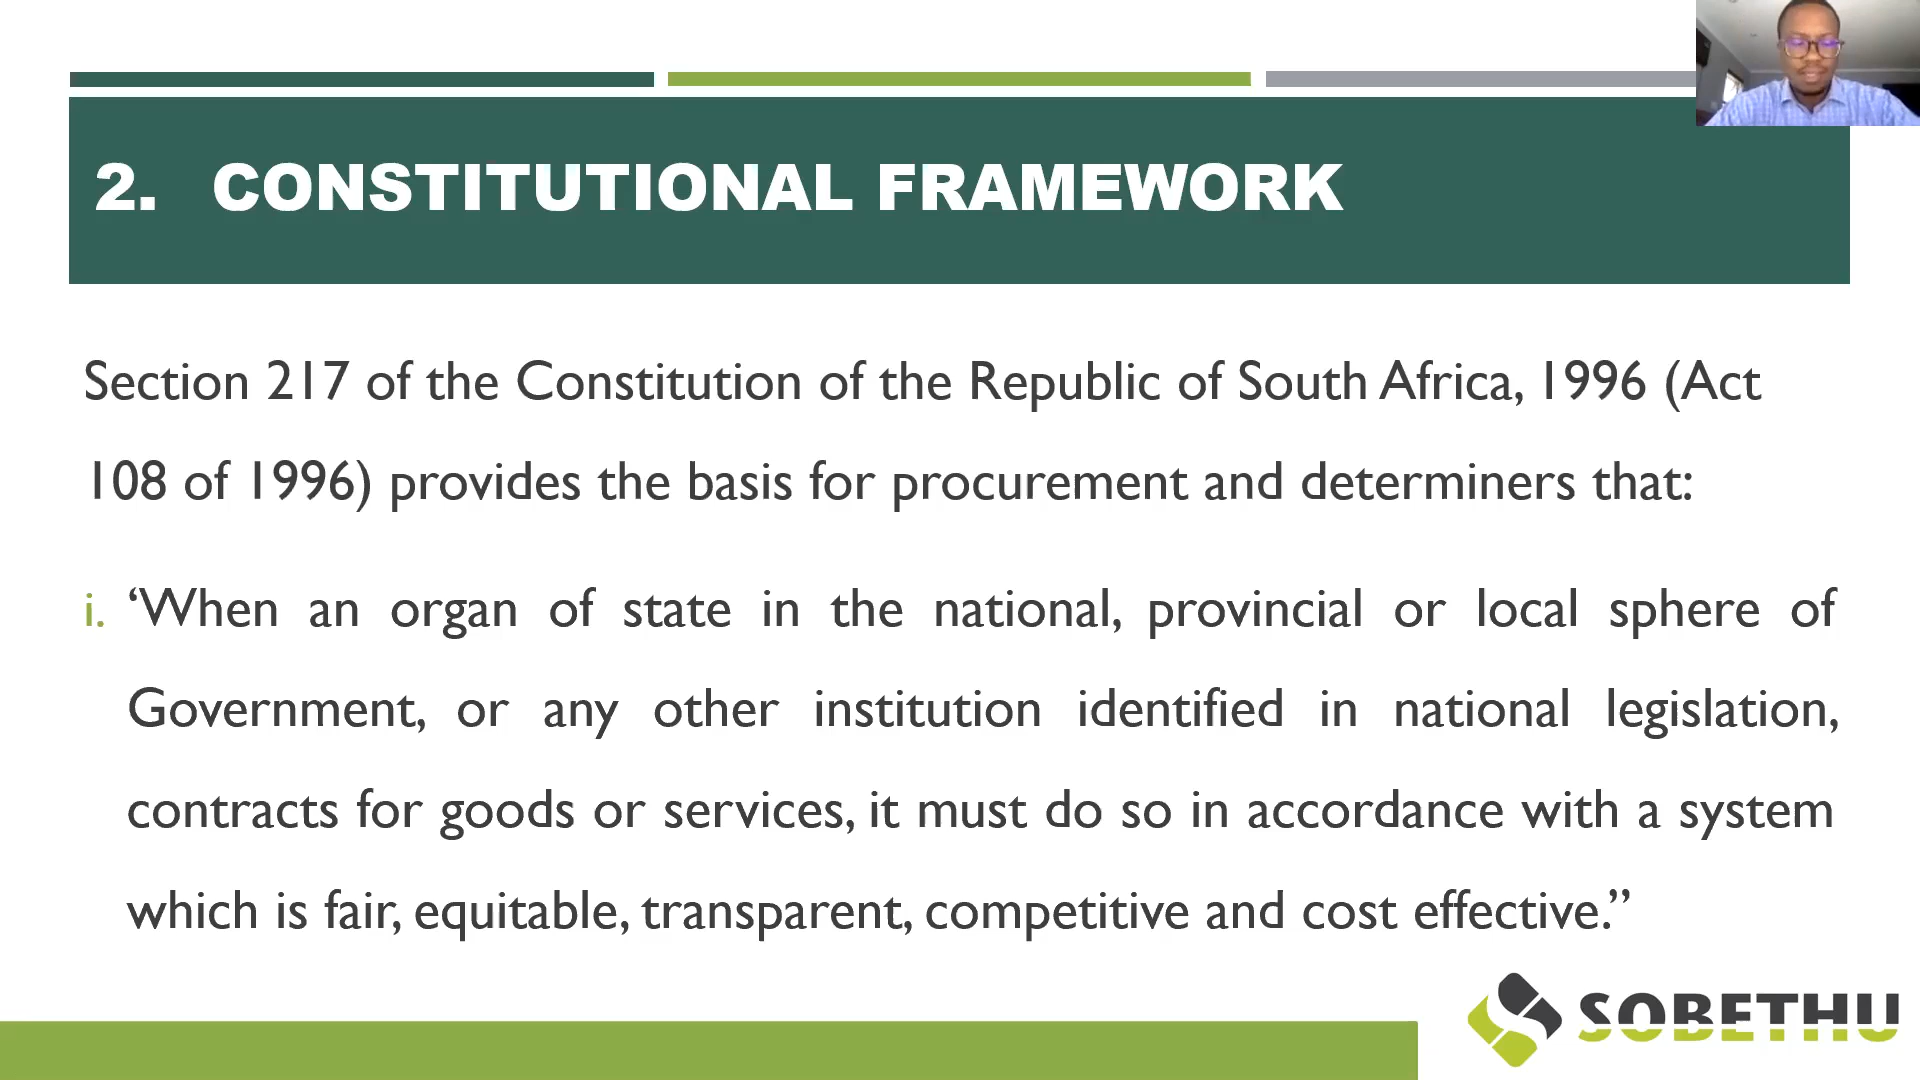 2. CONSTITUTIONAL FRAMEWORK
Section 217 of the Constitution of the Republic of South Africa, 1996 (Act
108 of 1996) provides the basis for procurement and determiners that:
i. ‘When an organ of state in the national, provincial or local sphere of
Government, or any other institution identified in national legislation,
contracts for goods or services, it must do so in accordance with a system
which is fair, equitable, transparent, competitive and cost effective.”
SOBETHU